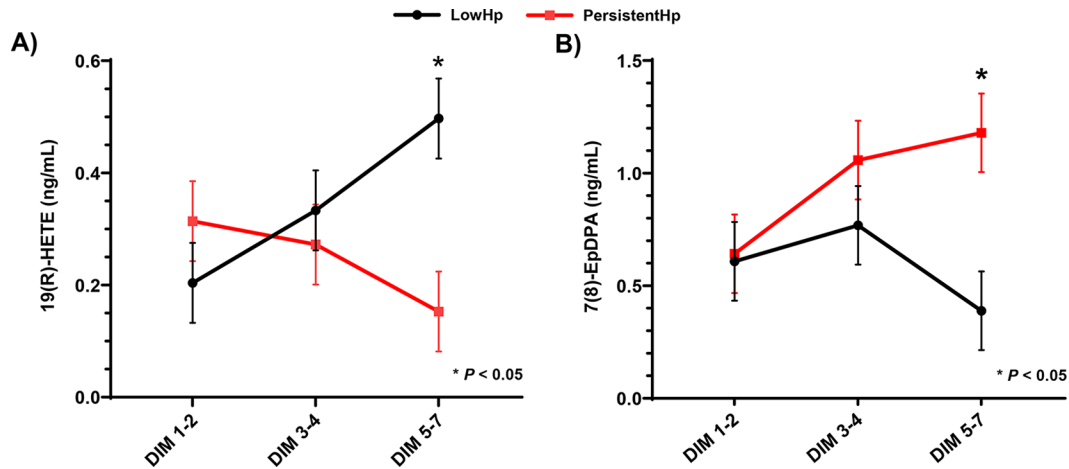 LowHp PersistentHp
A)
0.6
0.4
0.2
0.0
19(R)-HETE (ng/mL)
*
* P < 0.05
DIM 1-2
DIM 3-4
DIM 5-7
B)
1.5
1.0
0.5
0.0
7(8)-EpDPA (ng/mL)
*
* P < 0.05
DIM 1-2
DIM 3-4
DIM 5-7